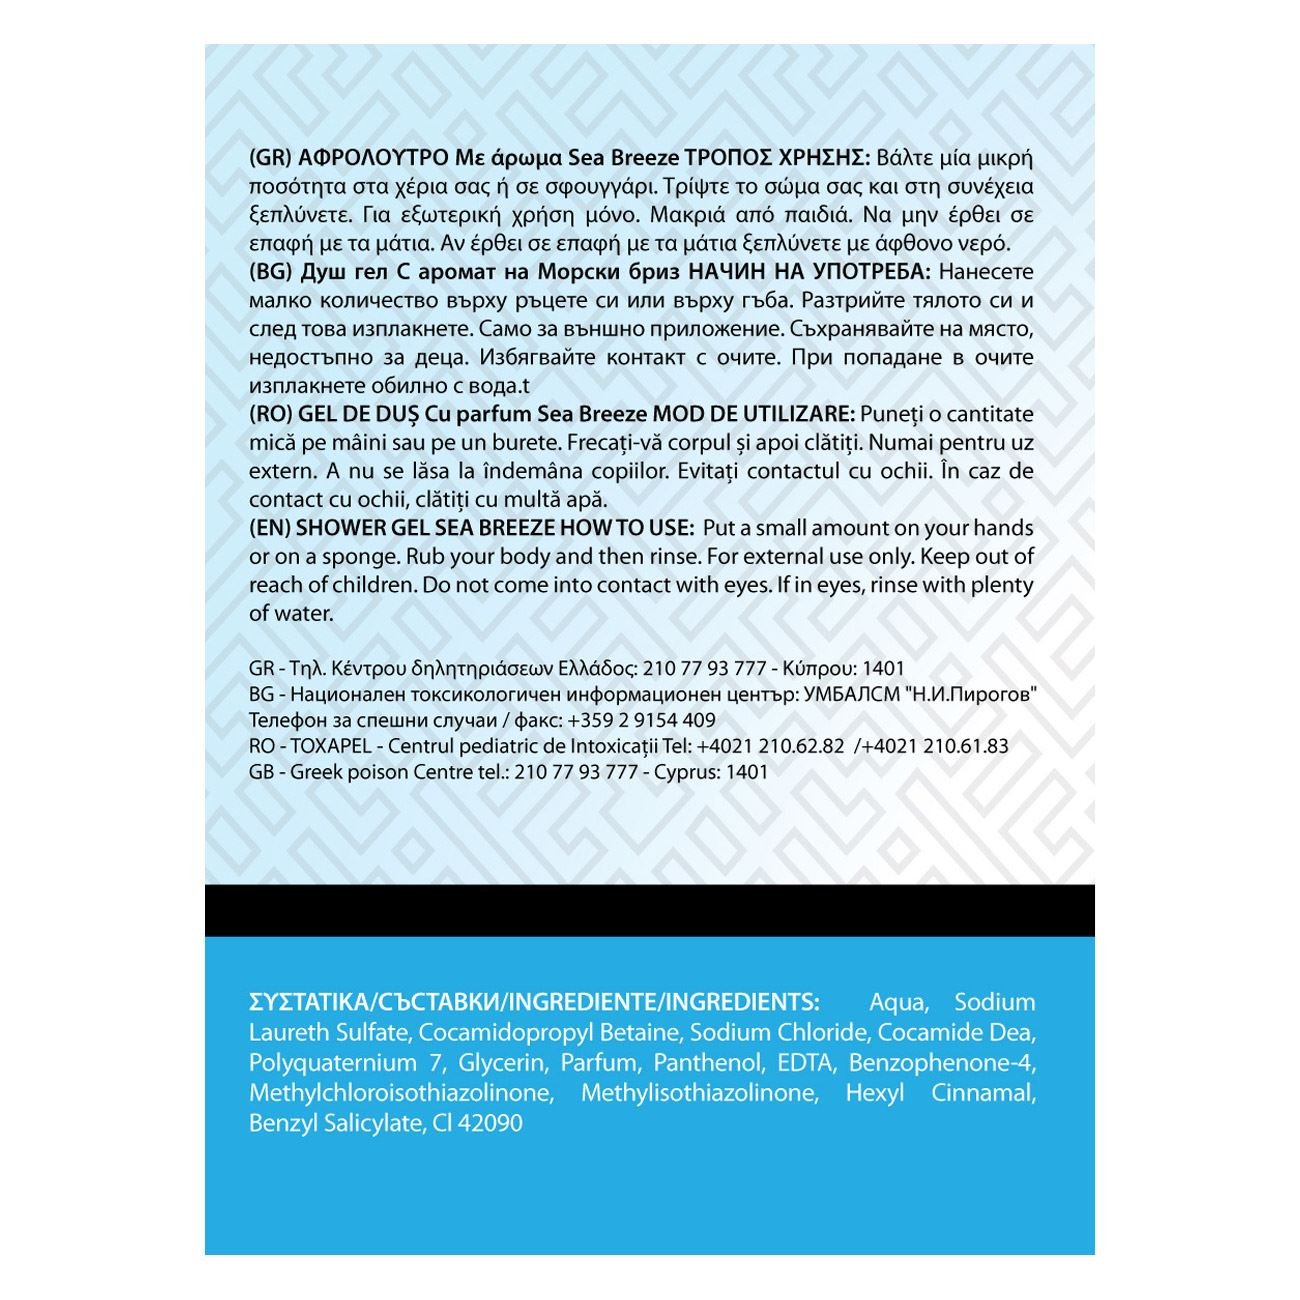 (GR) ΑΦΡΟΛΟΥΤΡΟ Με άρωμα Sea Breeze ΤΡΟΠΟΣ ΧΡΗΣΗΣ: Βάλτε μία μικρή
ποσότητα στα χέρια σας ή σε σφουγγάρι. Τρίψτε το σώμα σας και στη συνέχεια
ξεπλύνετε. Για εξωτερική χρήση μόνο. Μακριά από παιδιά. Να μην έρθει σε
επαφή με τα μάτια. Αν έρθει σε επαφή με τα μάτια ξεπλύνετε με άφθονο νερό.
(BG) Душ гел С аромат на Морски бриз НАЧИН НА УПОТРЕБА: Нанесете
малко количество върху ръцете си или върху гъба. Разтрийте тялото си и
след това изплакнете. Само за външно приложение. Съхранявайте на място,
недостъпно за деца. Избягвайте контакт с очите. При попадане в очите
изплакнете обилно с вода.t
(RO) GEL DE DUȘ Cu parfum Sea Breeze MOD DE UTILIZARE: Puneți o cantitate
mică pe mâini sau pe un burete. Frecați-vă corpul și apoi clătiți. Numai pentru uz
extern. A nu se lăsa la îndemâna copiilor. Evitați contactul cu ochii. În caz de
contact cu ochii, clătiți cu multă apă.
(EN) SHOWER GEL SEA BREEZE HOW TO USE: Put a small amount on your hands
or on a sponge. Rub your body and then rinse. For external use only. Keep out of
reach of children. Do not come into contact with eyes. If in eyes, rinse with plenty
of water.
GR - Τηλ. Κέντρου δηλητηριάσεων Ελλάδος: 210 77 93 777 - Κύπρου: 1401
BG - Национален токсикологичен информационен център: УМБАЛСМ "Н.И.Пирогов"
Телефон за спешни случаи / факс: +359 2 9154 409
RO - TOXAPEL - Centrul pediatric de Intoxicații Tel: +4021 210.62.82 /+4021 210.61.83
GB - Greek poison Centre tel.: 210 77 93 777 - Cyprus: 1401
ΣΥΣΤΑΤΙΚΑ/СЪСТАВКИ/INGREDIENTE/INGREDIENTS: Aqua, Sodium
Laureth Sulfate, Cocamidopropyl Betaine, Sodium Chloride, Cocamide Dea,
Polyquaternium 7, Glycerin, Parfum, Panthenol, EDTA, Benzophenone-4,
Methylchloroisothiazolinone, Methylisothiazolinone, Hexyl Cinnamal,
Benzyl Salicylate, Cl 42090